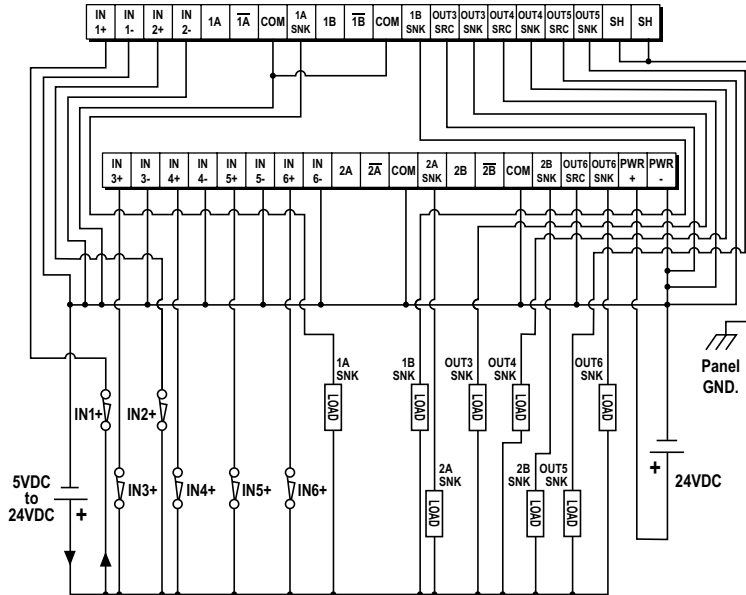 IN 1+
IN 1-
IN 2+
IN 2-
1A
1A̅
COM
1A SNK
1B
1B̅
COM
1B SNK
OUT3 SRC
OUT3 SNK
OUT4 SRC
OUT4 SNK
OUT5 SRC
OUT5 SNK
SH
SH
IN 3+
IN 3-
IN 4+
IN 4-
IN 5+
IN 5-
IN 6+
IN 6-
2A
2A̅
COM
2A SNK
2B
2B̅
COM
2B SNK
OUT6 SRC
OUT6 SNK
PWR +
PWR -
1A
SNK
LOAD
1B
SNK
LOAD
OUT3
SNK
LOAD
OUT4
SNK
LOAD
OUT6
SNK
LOAD
Panel
GND.
IN1+
IN2+
5VDC
to
24VDC
+
IN3+
IN4+
IN5+
IN6+
2A
SNK
LOAD
2B
SNK
LOAD
OUT5
SNK
LOAD
+
24VDC